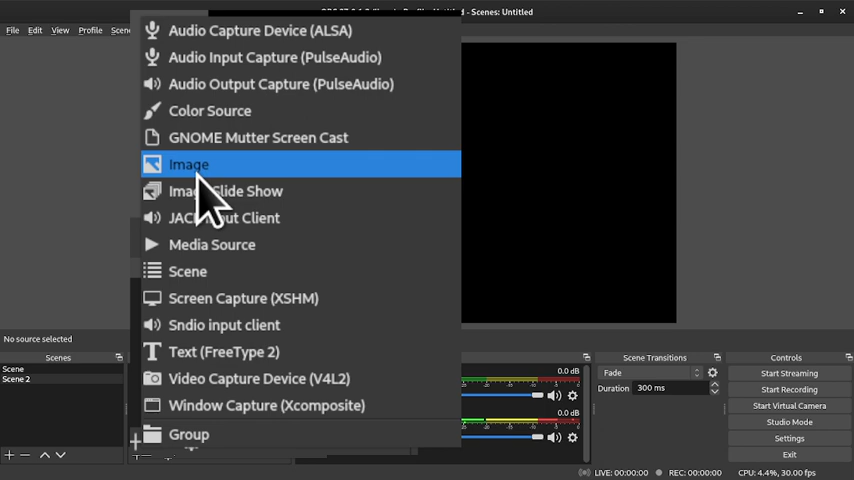 - Scenes: Untitled
File Edit View Profile Scene
Audio Capture Device (ALSA)
Audio Input Capture (PulseAudio)
Audio Output Capture (PulseAudio)
Color Source
GNOME Mutter Screen Cast
Image
Image Slide Show
JACK Input Client
Media Source
Scene
Screen Capture (XSHM)
Sndio input client
Text (FreeType 2)
Video Capture Device (V4L2)
Window Capture (Xcomposite)
Group
No source selected
Scenes
Scene
Scene 2
0.0 dB
0.0 dB
Scene Transitions
Fade
Duration 300 ms
Controls
Start Streaming
Start Recording
Start Virtual Camera
Studio Mode
Settings
Exit
LIVE: 00:00:00 REC: 00:00:00 CPU: 4.4%, 30.00 fps